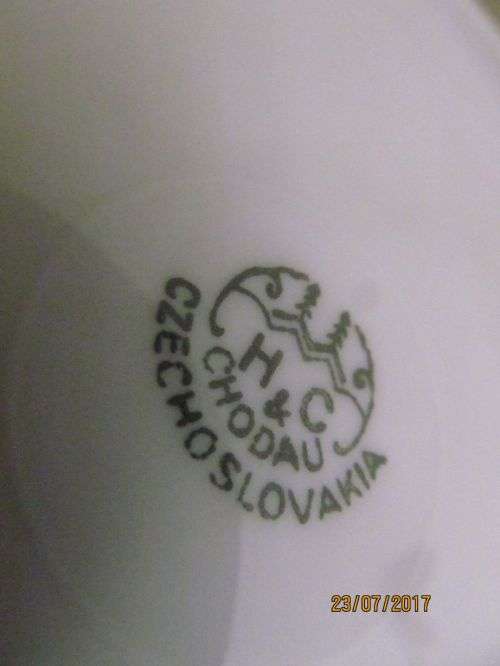 H & C
CHODAU
CZECHOSLOVAKIA
23/07/2017